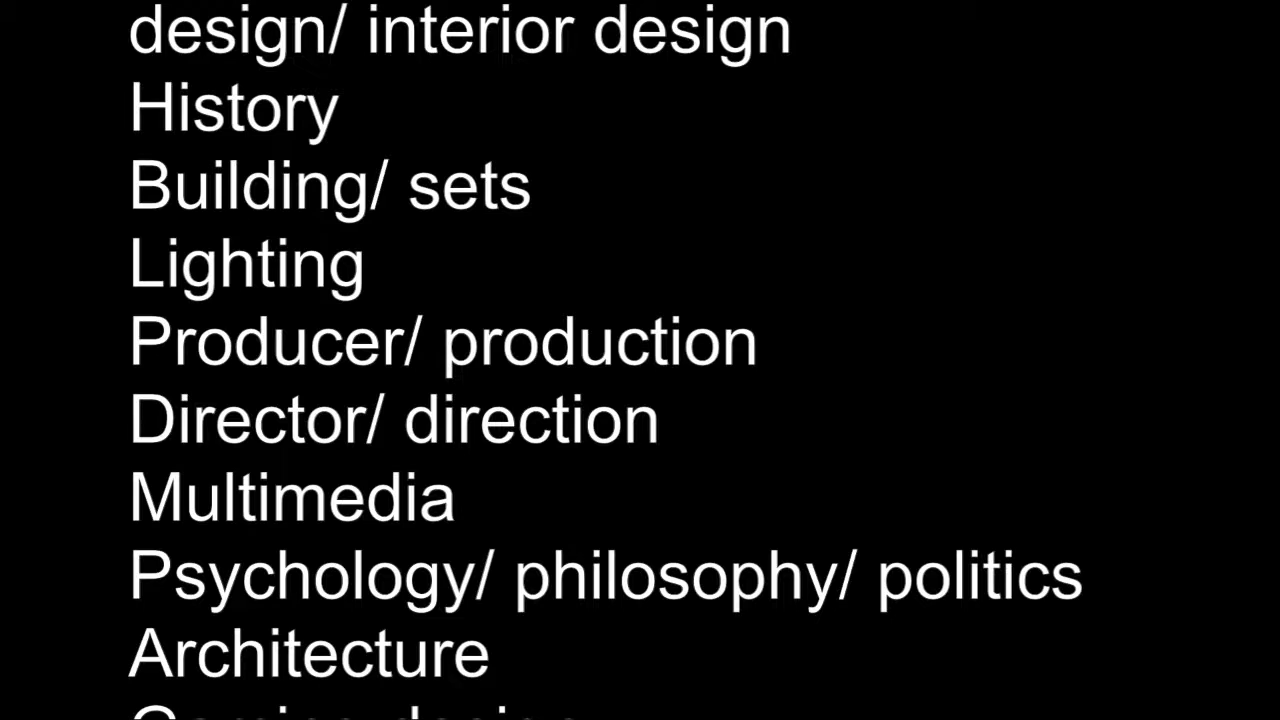 design/ interior design
History
Building/ sets
Lighting
Producer/ production
Director/ direction
Multimedia
Psychology/ philosophy/ politics
Architecture